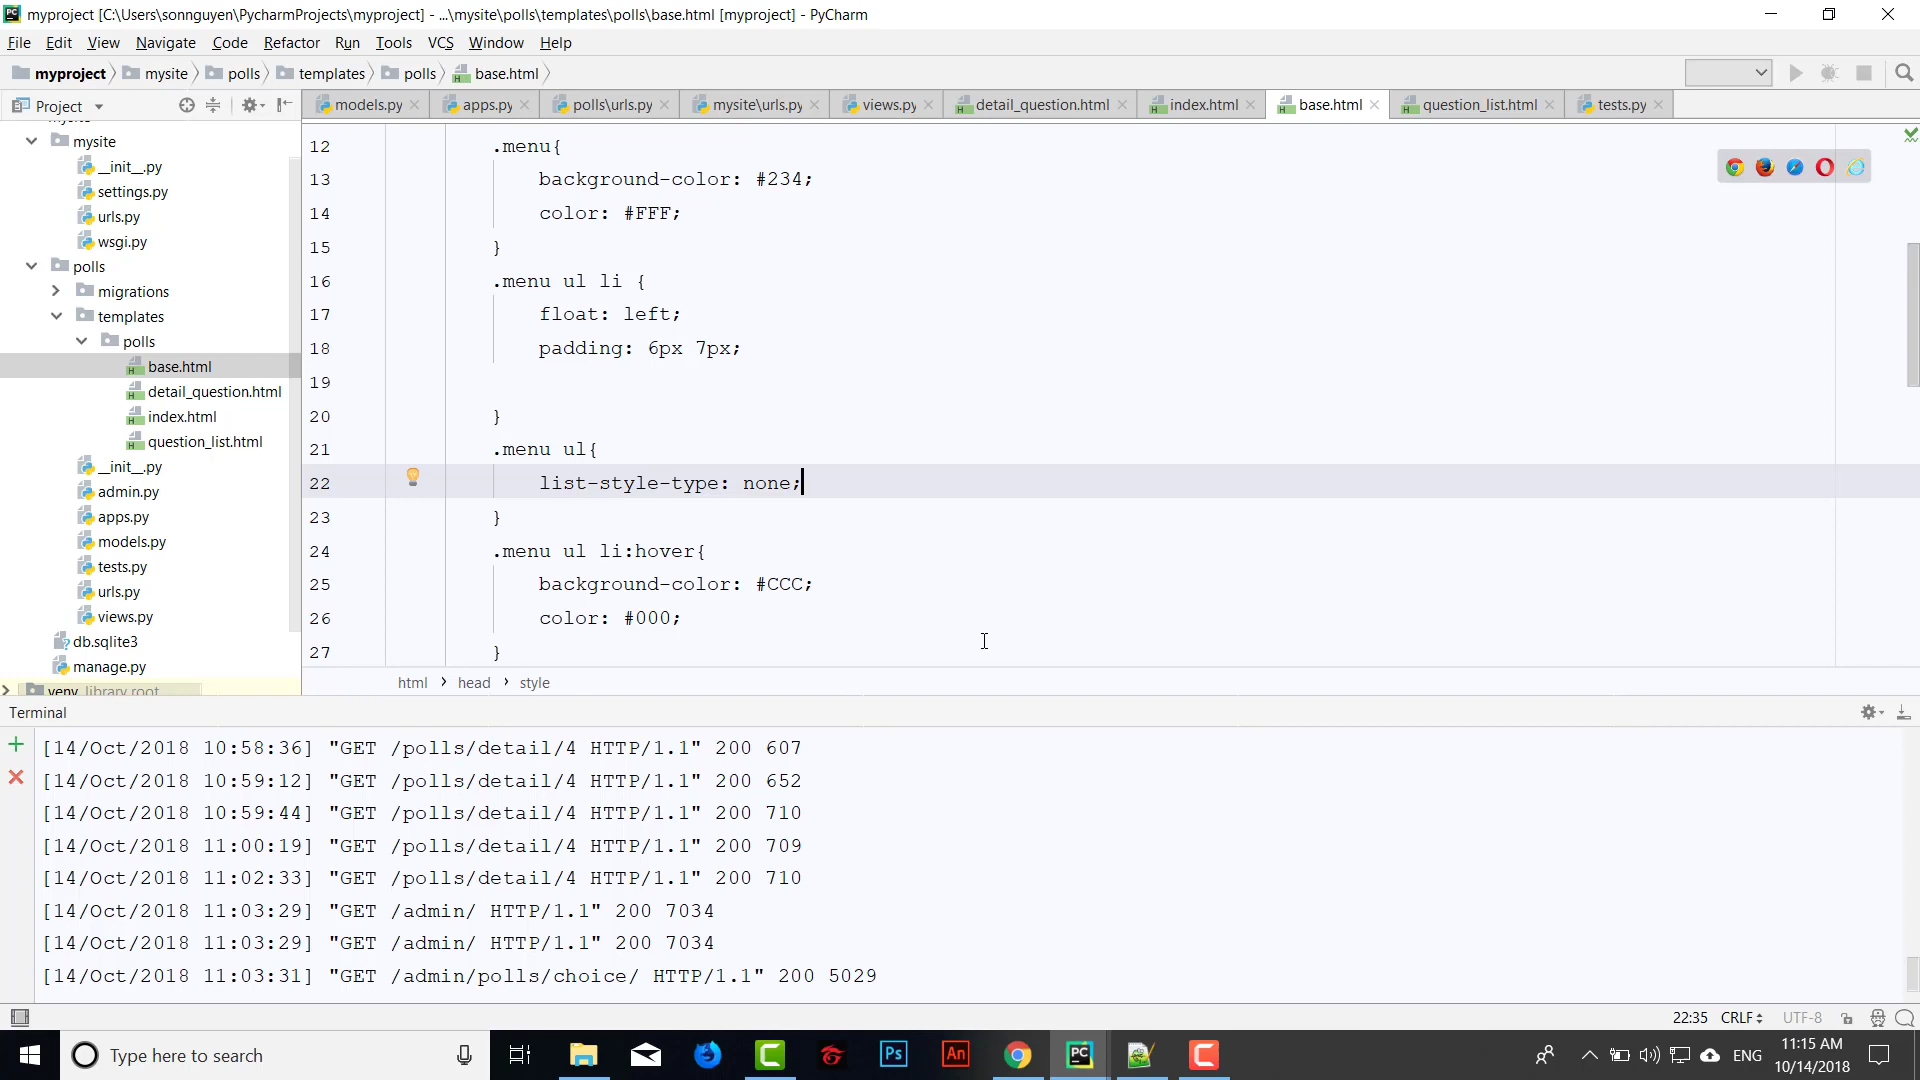 myproject [C:\Users\sonnguyen\PycharmProjects\myproject] - ...\mysite\polls\templates\polls\base.html [myproject] - PyCharm
File Edit View Navigate Code Refactor Run Tools VCS Window Help
myproject mysite polls templates polls base.html
Project
models.py apps.py polls\urls.py mysite\urls.py views.py detail_question.html index.html base.html question_list.html tests.py
mysite
mysite
__init__.py
settings.py
urls.py
wsgi.py
polls
migrations
templates
polls
base.html
detail_question.html
index.html
question_list.html
__init__.py
admin.py
apps.py
models.py
tests.py
urls.py
views.py
db.sqlite3
manage.py
venv library root
12 .menu{
13 background-color: #234;
14 color: #FFF;
15 }
16 .menu ul li {
17 float: left;
18 padding: 6px 7px;
19
20 }
21 .menu ul{
22 list-style-type: none;
23 }
24 .menu ul li:hover{
25 background-color: #CCC;
26 color: #000;
27 }
html head style
Terminal
[14/Oct/2018 10:58:36] "GET /polls/detail/4 HTTP/1.1" 200 607
[14/Oct/2018 10:59:12] "GET /polls/detail/4 HTTP/1.1" 200 652
[14/Oct/2018 10:59:44] "GET /polls/detail/4 HTTP/1.1" 200 710
[14/Oct/2018 11:00:19] "GET /polls/detail/4 HTTP/1.1" 200 709
[14/Oct/2018 11:02:33] "GET /polls/detail/4 HTTP/1.1" 200 710
[14/Oct/2018 11:03:29] "GET /admin/ HTTP/1.1" 200 7034
[14/Oct/2018 11:03:29] "GET /admin/ HTTP/1.1" 200 7034
[14/Oct/2018 11:03:31] "GET /admin/polls/choice/ HTTP/1.1" 200 5029
22:35 CRLF UTF-8
Type here to search
Ps
An
PC
ENG
11:15 AM
10/14/2018